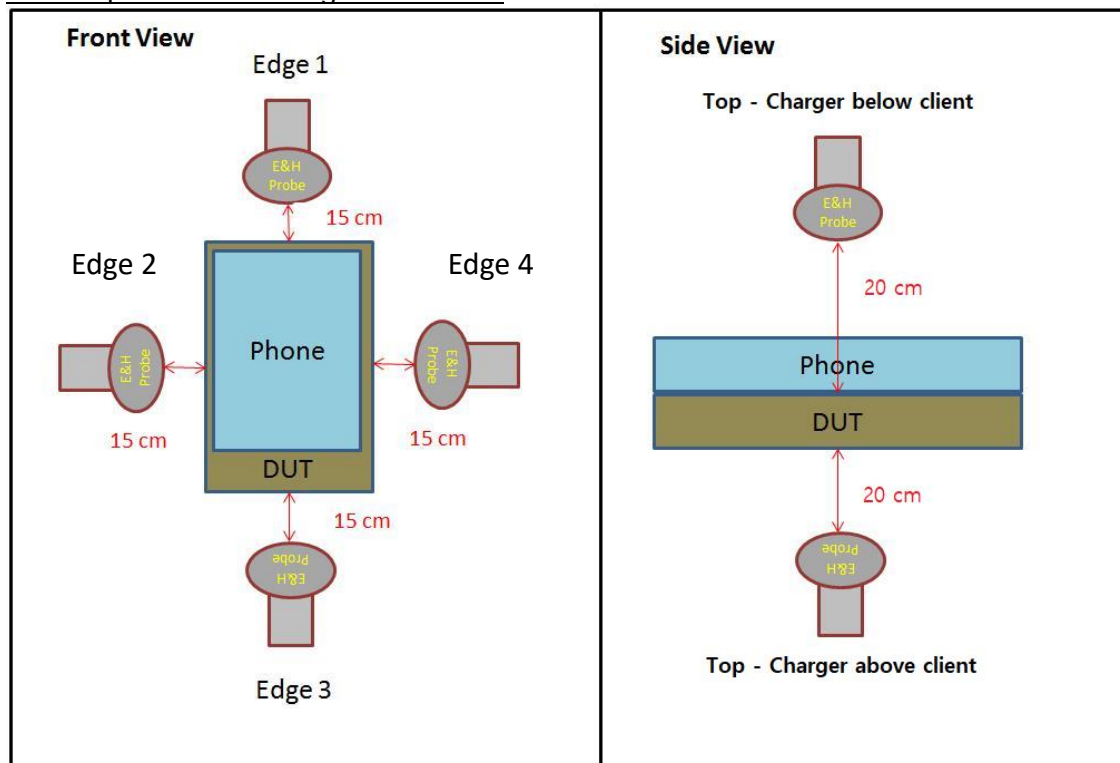 Front View
Edge 1
E&H
Probe
15 cm
Edge 2
Edge 4
E&H
Probe
Phone
E&H
Probe
15 cm
15 cm
DUT
15 cm
E&H
Probe
Edge 3
Side View
Top - Charger below client
E&H
Probe
20 cm
Phone
DUT
20 cm
E&H
Probe
Top - Charger above client